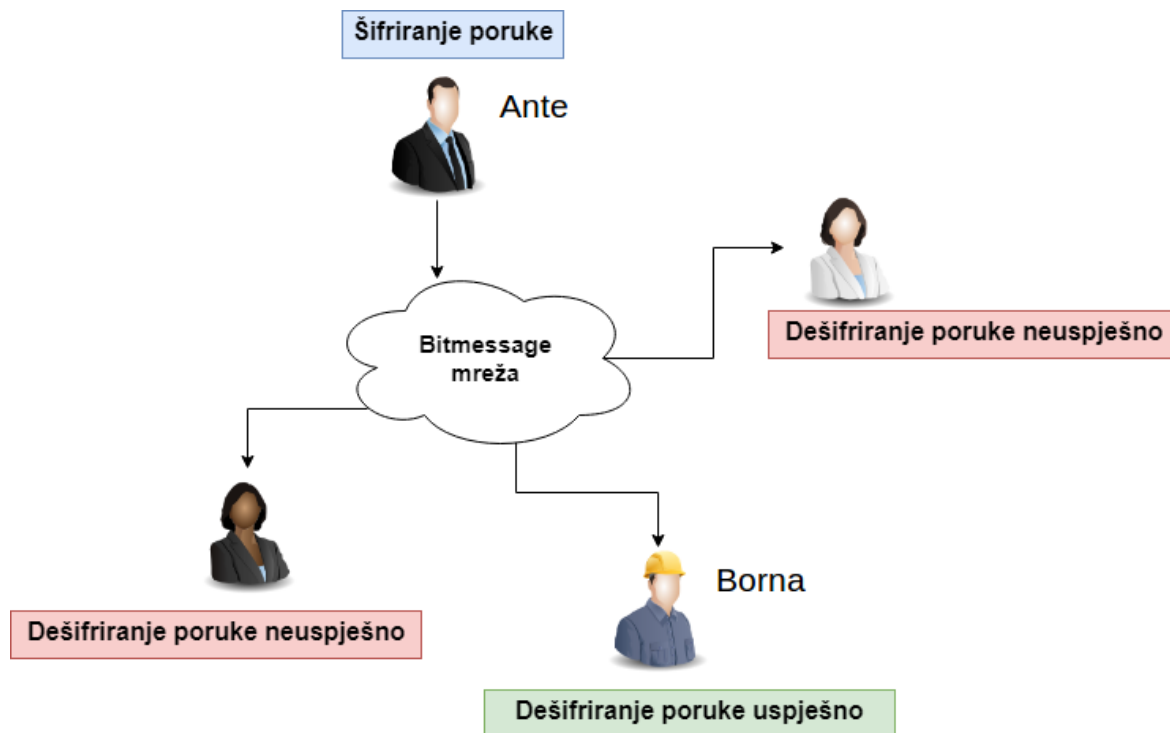 Šifriranje poruke
Ante
Dešifriranje poruke neuspješno
Bitmessage
mreža
Borna
Dešifriranje poruke neuspješno
Dešifriranje poruke uspješno